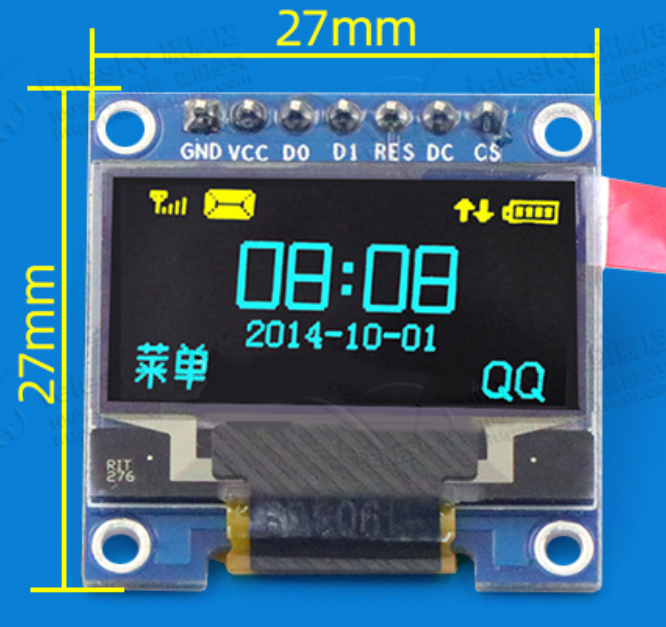 27mm
27mm
GND VCC D0 D1 RES DC CS
08:08
2014-10-01
菜单 QQ
RIT
276